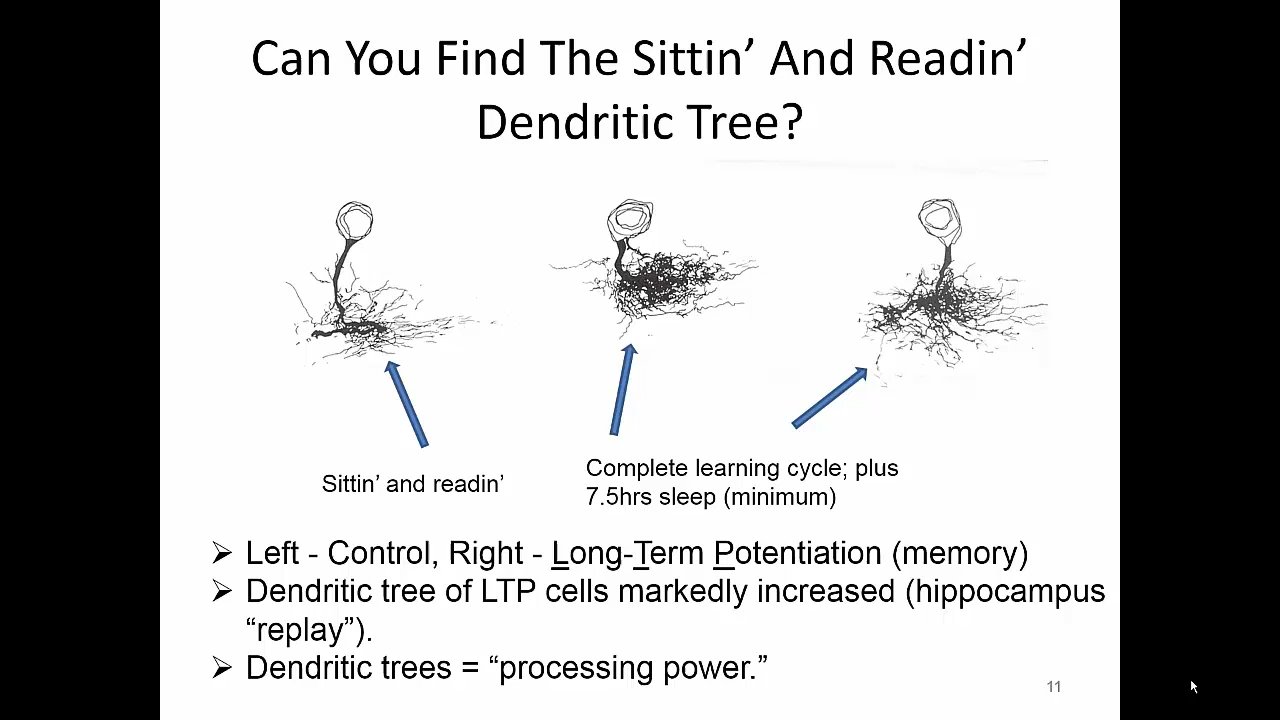 Can You Find The Sittin’ And Readin’
Dendritic Tree?
Sittin’ and readin’
Complete learning cycle; plus
7.5hrs sleep (minimum)
➢ Left - Control, Right - Long-Term Potentiation (memory)
➢ Dendritic tree of LTP cells markedly increased (hippocampus
“replay”).
➢ Dendritic trees = “processing power.”
11